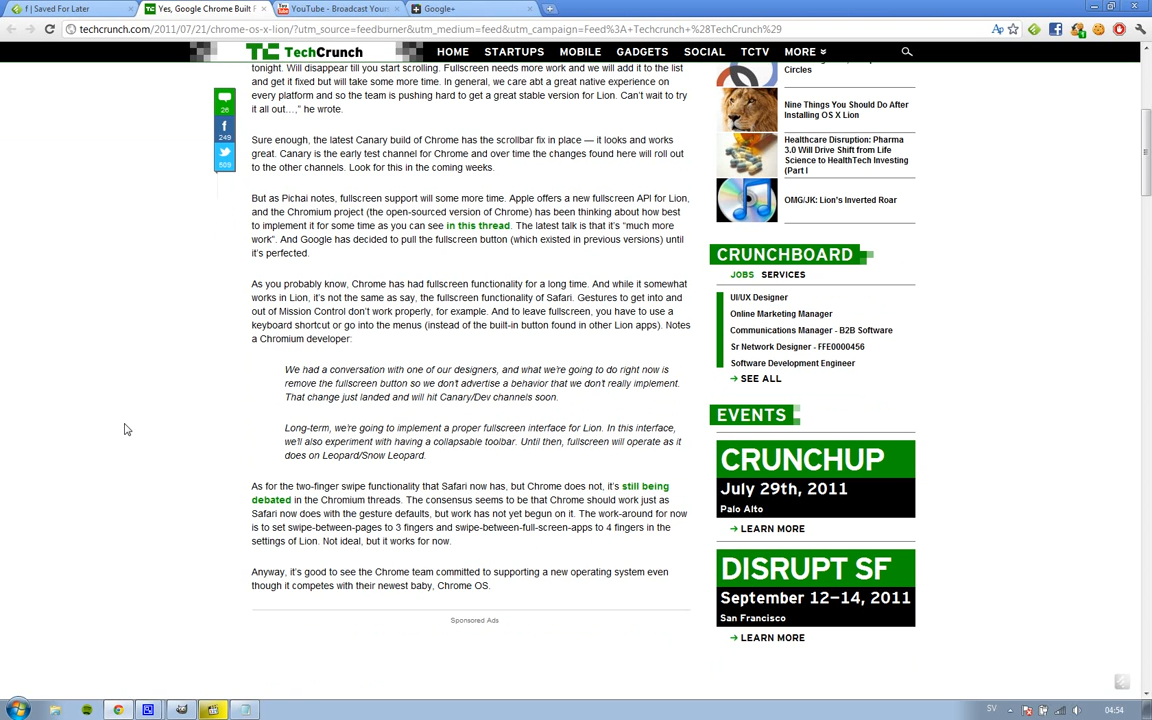 f | Saved For Later
Yes, Google Chrome Built F
YouTube - Broadcast Yours
Google+
techcrunch.com/2011/07/21/chrome-os-x-lion/?utm_source=feedburner&utm_medium=feed&utm_campaign=Feed%3A+Techcrunch+%28TechCrunch%29
TechCrunch
HOME STARTUPS MOBILE GADGETS SOCIAL TCTV MORE
tonight. Will disappear till you start scrolling. Fullscreen needs more work and we will add it to the list
and get it fixed but will take some more time. In general, we care abt a great native experience on
every platform and so the team is pushing hard to get a great stable version for Lion. Can't wait to try
it all out…," he wrote.
26
249
509
Sure enough, the latest Canary build of Chrome has the scrollbar fix in place — it looks and works
great. Canary is the early test channel for Chrome and over time the changes found here will roll out
to the other channels. Look for this in the coming weeks.
But as Pichai notes, fullscreen support will some more time. Apple offers a new fullscreen API for Lion,
and the Chromium project (the open-sourced version of Chrome) has been thinking about how best
to implement it for some time as you can see in this thread. The latest talk is that it's "much more
work". And Google has decided to pull the fullscreen button (which existed in previous versions) until
it's perfected.
As you probably know, Chrome has had fullscreen functionality for a long time. And while it somewhat
works in Lion, it's not the same as say, the fullscreen functionality of Safari. Gestures to get into and
out of Mission Control don't work properly, for example. And to leave fullscreen, you have to use a
keyboard shortcut or go into the menus (instead of the built-in button found in other Lion apps). Notes
a Chromium developer:
We had a conversation with one of our designers, and what we're going to do right now is
remove the fullscreen button so we don't advertise a behavior that we don't really implement.
That change just landed and will hit Canary/Dev channels soon.
Long-term, we're going to implement a proper fullscreen interface for Lion. In this interface,
we'll also experiment with having a collapsable toolbar. Until then, fullscreen will operate as it
does on Leopard/Snow Leopard.
As for the two-finger swipe functionality that Safari now has, but Chrome does not, it's still being
debated in the Chromium threads. The consensus seems to be that Chrome should work just as
Safari now does with the gesture defaults, but work has not yet begun on it. The work-around for now
is to set swipe-between-pages to 3 fingers and swipe-between-full-screen-apps to 4 fingers in the
settings of Lion. Not ideal, but it works for now.
Anyway, it's good to see the Chrome team committed to supporting a new operating system even
though it competes with their newest baby, Chrome OS.
Sponsored Ads
Circles
Nine Things You Should Do After
Installing OS X Lion
Healthcare Disruption: Pharma
3.0 Will Drive Shift from Life
Science to HealthTech Investing
(Part I
OMG/JK: Lion's Inverted Roar
CRUNCHBOARD
JOBS SERVICES
UI/UX Designer
Online Marketing Manager
Communications Manager - B2B Software
Sr Network Designer - FFE0000456
Software Development Engineer
SEE ALL
EVENTS
CRUNCHUP
July 29th, 2011
Palo Alto
LEARN MORE
DISRUPT SF
September 12–14, 2011
San Francisco
LEARN MORE
SV
04:54